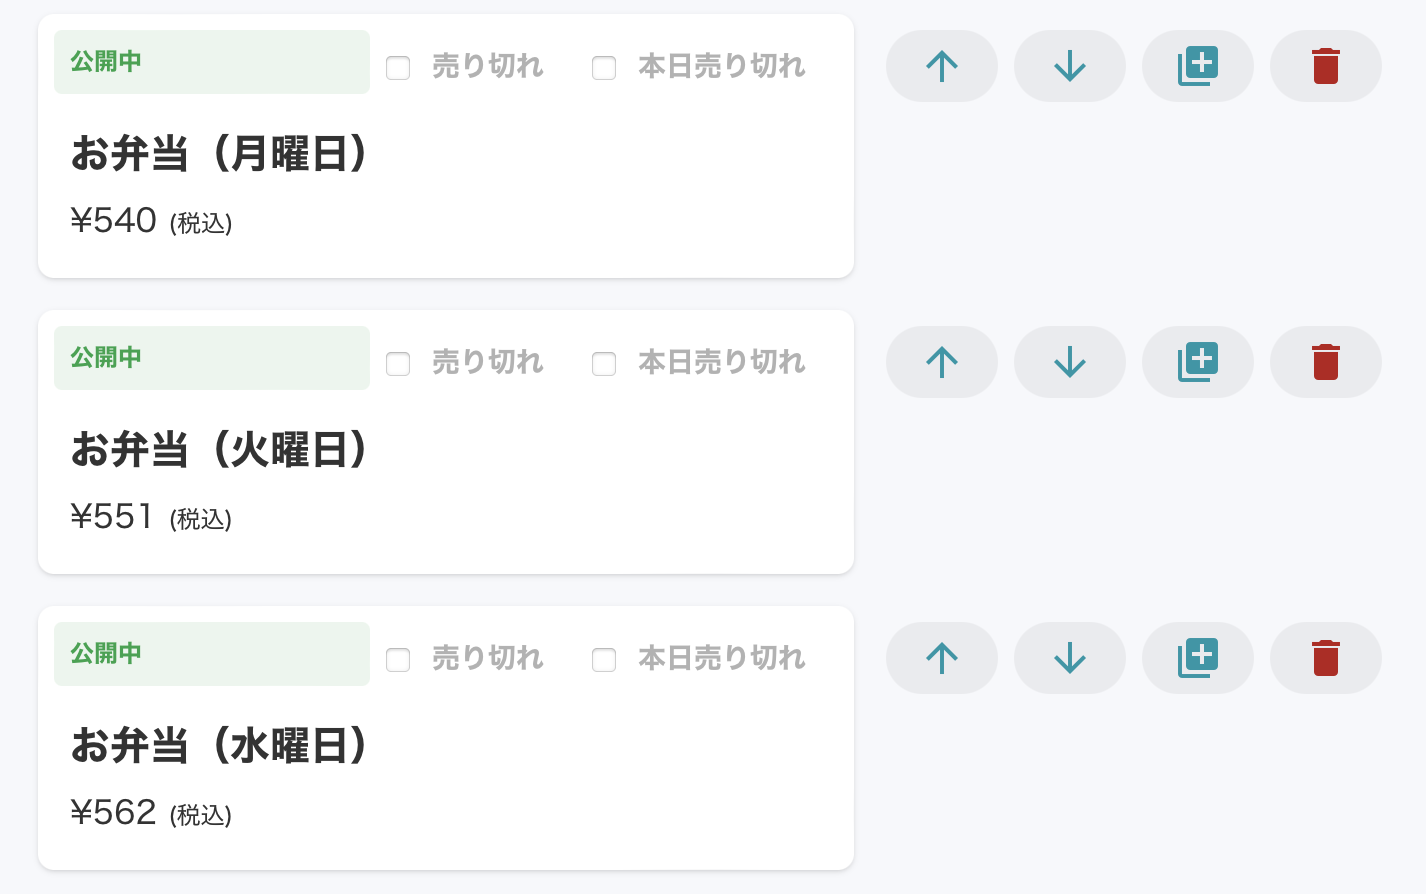 公開中 売り切れ 本日売り切れ
お弁当（月曜日）
¥540 (税込)
公開中 売り切れ 本日売り切れ
お弁当（火曜日）
¥551 (税込)
公開中 売り切れ 本日売り切れ
お弁当（水曜日）
¥562 (税込)